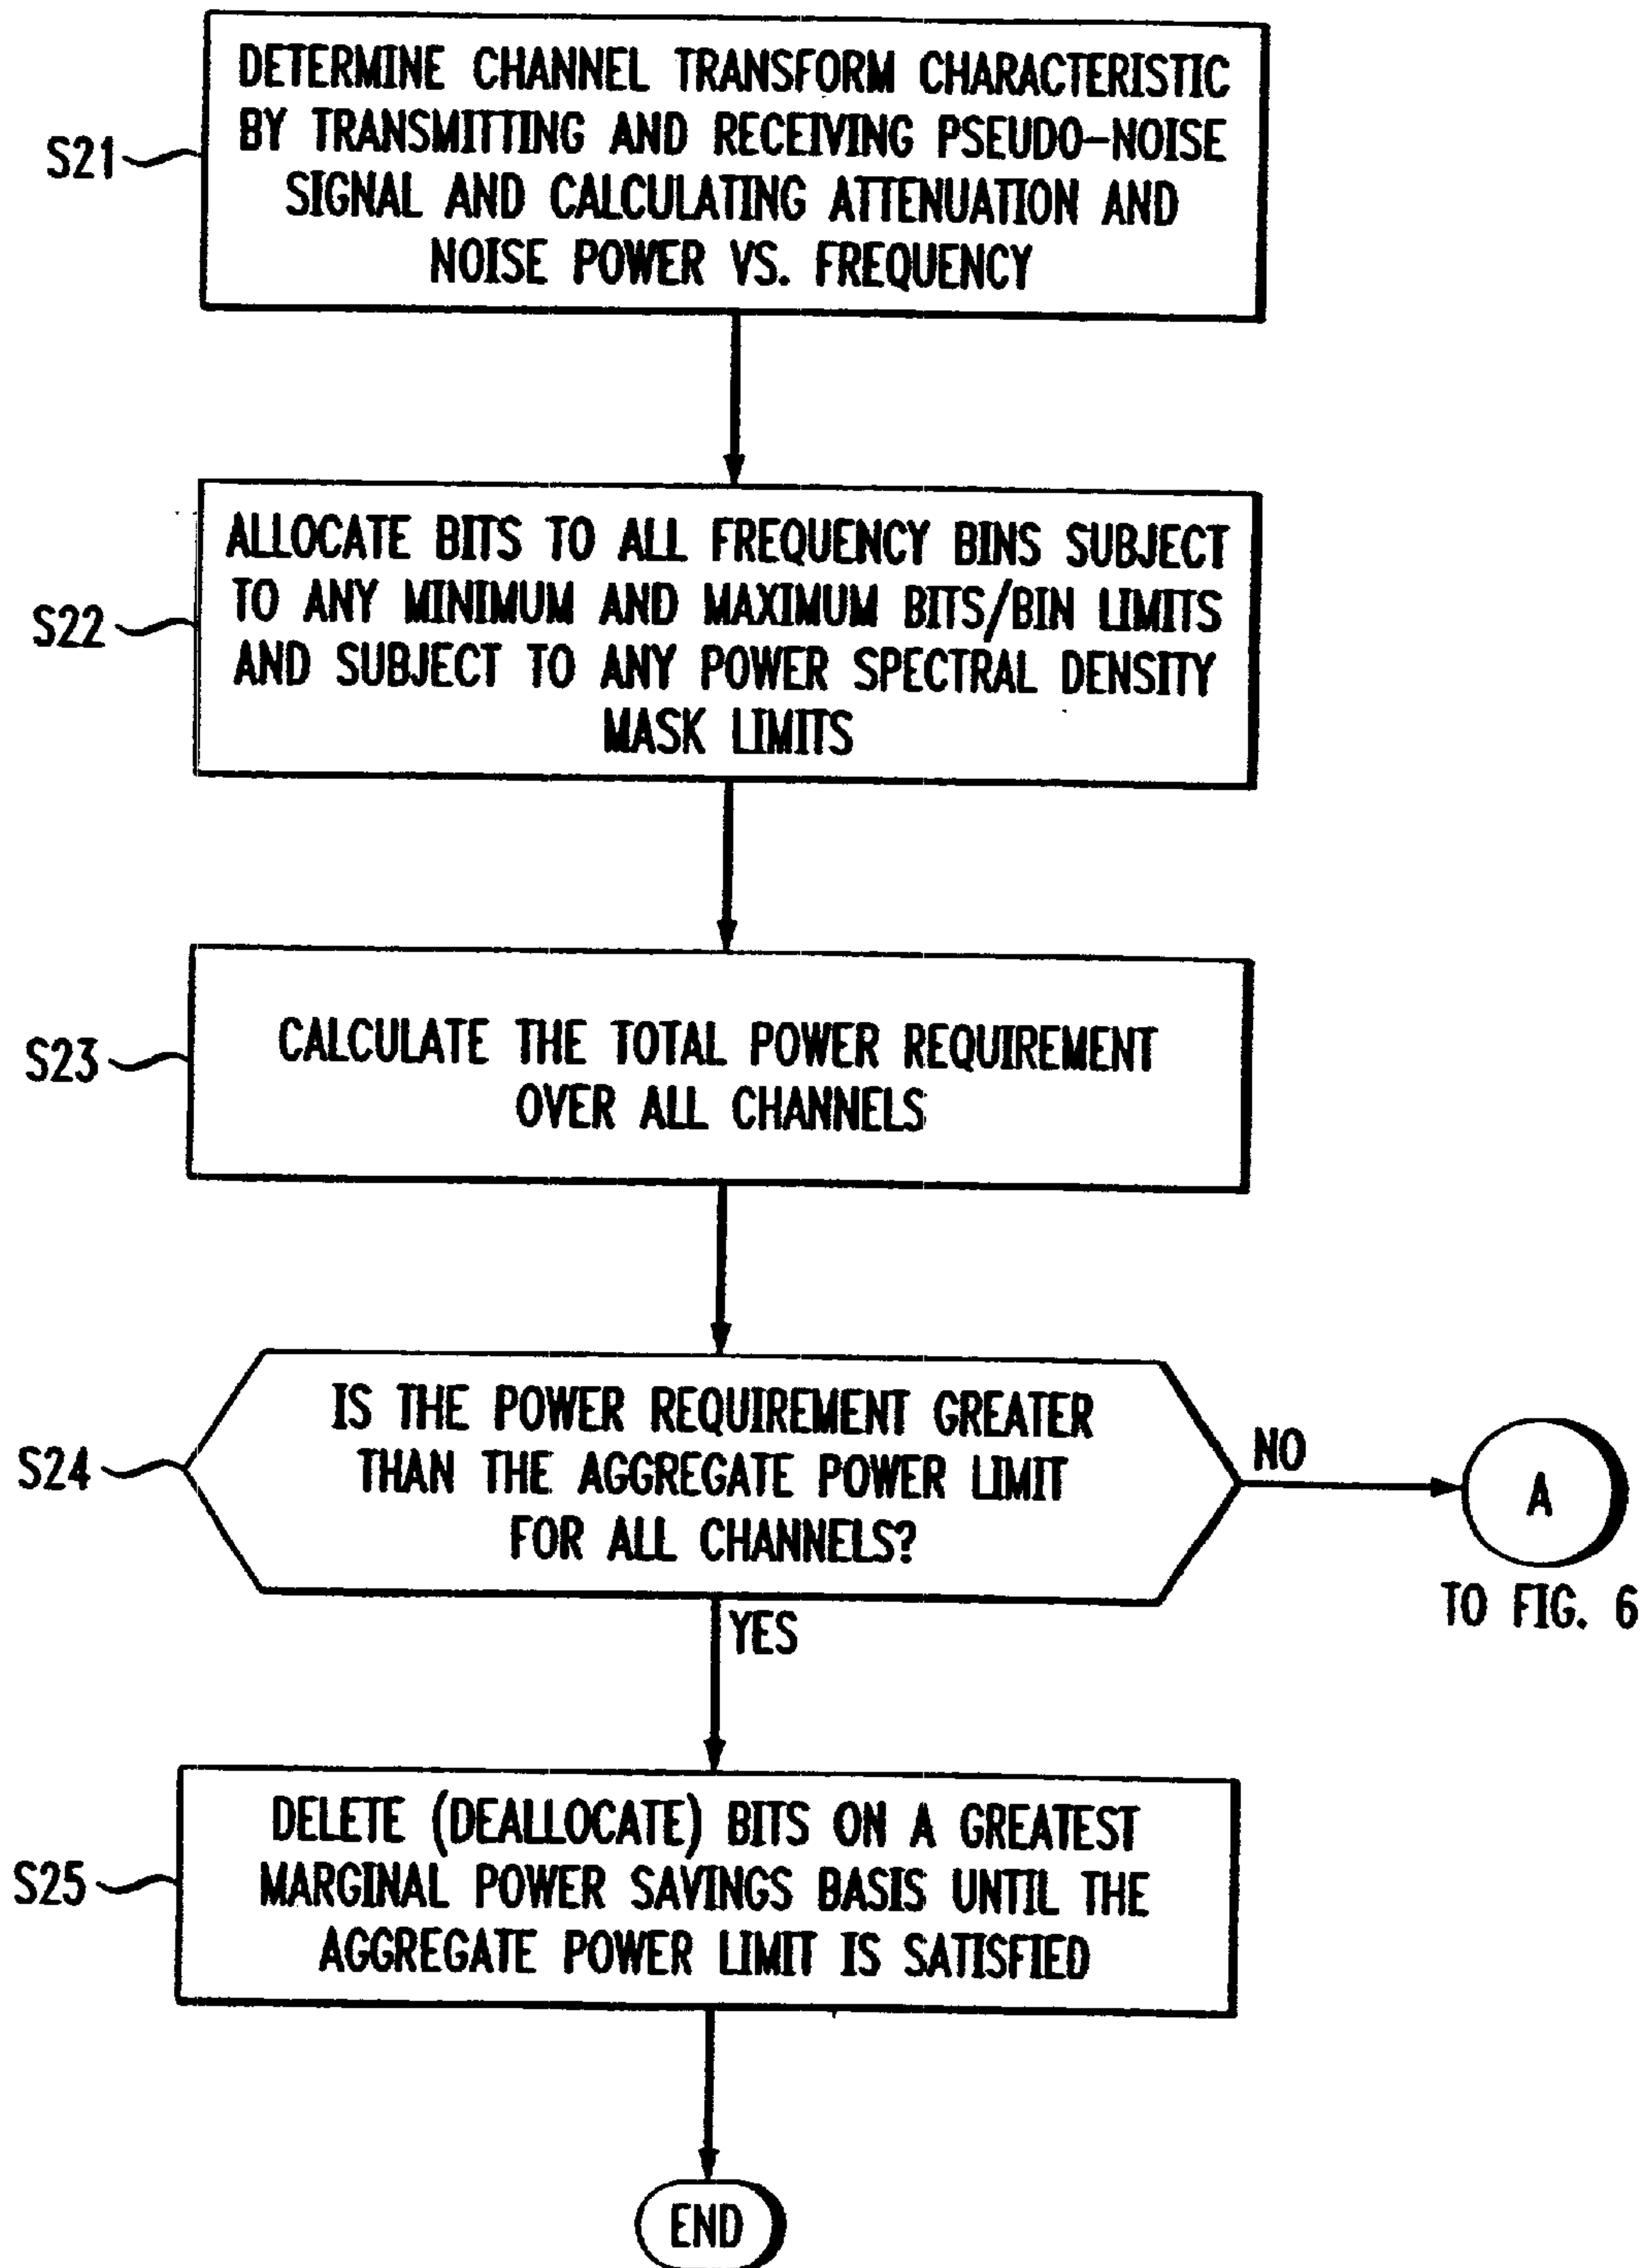 S21
DETERMINE CHANNEL TRANSFORM CHARACTERISTIC
BY TRANSMITTING AND RECEIVING PSEUDO-NOISE
SIGNAL AND CALCULATING ATTENUATION AND
NOISE POWER VS. FREQUENCY
S22
ALLOCATE BITS TO ALL FREQUENCY BINS SUBJECT
TO ANY MINIMUM AND MAXIMUM BITS/BIN LIMITS
AND SUBJECT TO ANY POWER SPECTRAL DENSITY
MASK LIMITS
S23
CALCULATE THE TOTAL POWER REQUIREMENT
OVER ALL CHANNELS
S24
IS THE POWER REQUIREMENT GREATER
THAN THE AGGREGATE POWER LIMIT
FOR ALL CHANNELS?
NO
A
TO FIG. 6
YES
S25
DELETE (DEALLOCATE) BITS ON A GREATEST
MARGINAL POWER SAVINGS BASIS UNTIL THE
AGGREGATE POWER LIMIT IS SATISFIED
END